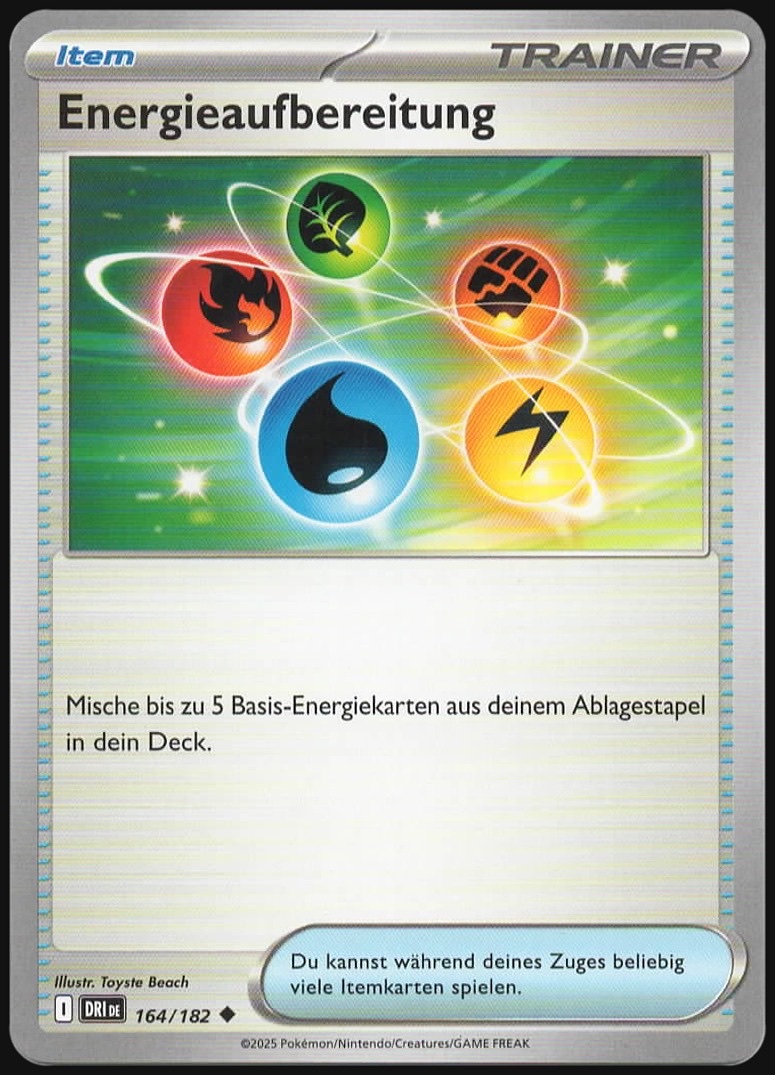 Item
TRAINER
Energieaufbereitung
Mische bis zu 5 Basis-Energiekarten aus deinem Ablagestapel
in dein Deck.
Du kannst während deines Zuges beliebig
viele Itemkarten spielen.
Illustr. Toyste Beach
I DRI DE 164/182
©2025 Pokémon/Nintendo/Creatures/GAME FREAK